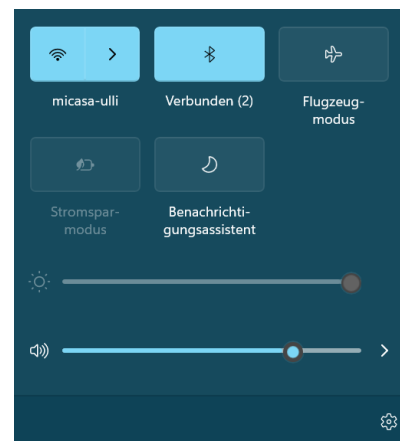 micasa-ulli
Verbunden (2)
Flugzeug-
modus
Stromspar-
modus
Benachrichti-
gungsassistent